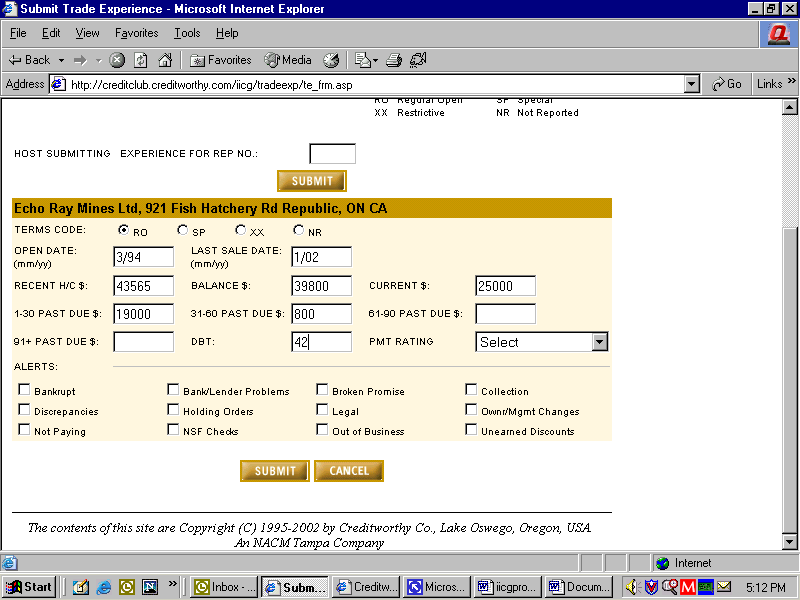 Submit Trade Experience - Microsoft Internet Explorer
File Edit View Favorites Tools Help
Back Favorites Media
Address http://creditclub.creditworthy.com/iicg/tradeexp/te_frm.asp Go Links »
RO Regular Open SP Special
XX Restrictive NR Not Reported
HOST SUBMITTING EXPERIENCE FOR REP NO.:
SUBMIT
Echo Ray Mines Ltd, 921 Fish Hatchery Rd Republic, ON CA
TERMS CODE: RO SP XX NR
OPEN DATE: 3/94 LAST SALE DATE: 1/02
(mm/yy) (mm/yy)
RECENT H/C $: 43565 BALANCE $: 39800 CURRENT $: 25000
1-30 PAST DUE $: 19000 31-60 PAST DUE $: 800 61-90 PAST DUE $:
91+ PAST DUE $: DBT: 42 PMT RATING Select
ALERTS:
Bankrupt Bank/Lender Problems Broken Promise Collection
Discrepancies Holding Orders Legal Ownr/Mgmt Changes
Not Paying NSF Checks Out of Business Unearned Discounts
SUBMIT CANCEL
The contents of this site are Copyright (C) 1995-2002 by Creditworthy Co., Lake Oswego, Oregon, USA
An NACM Tampa Company
Internet
Start » Inbox - ... Subm... Creditw... Micros... iicgpro... Docum... 5:12 PM